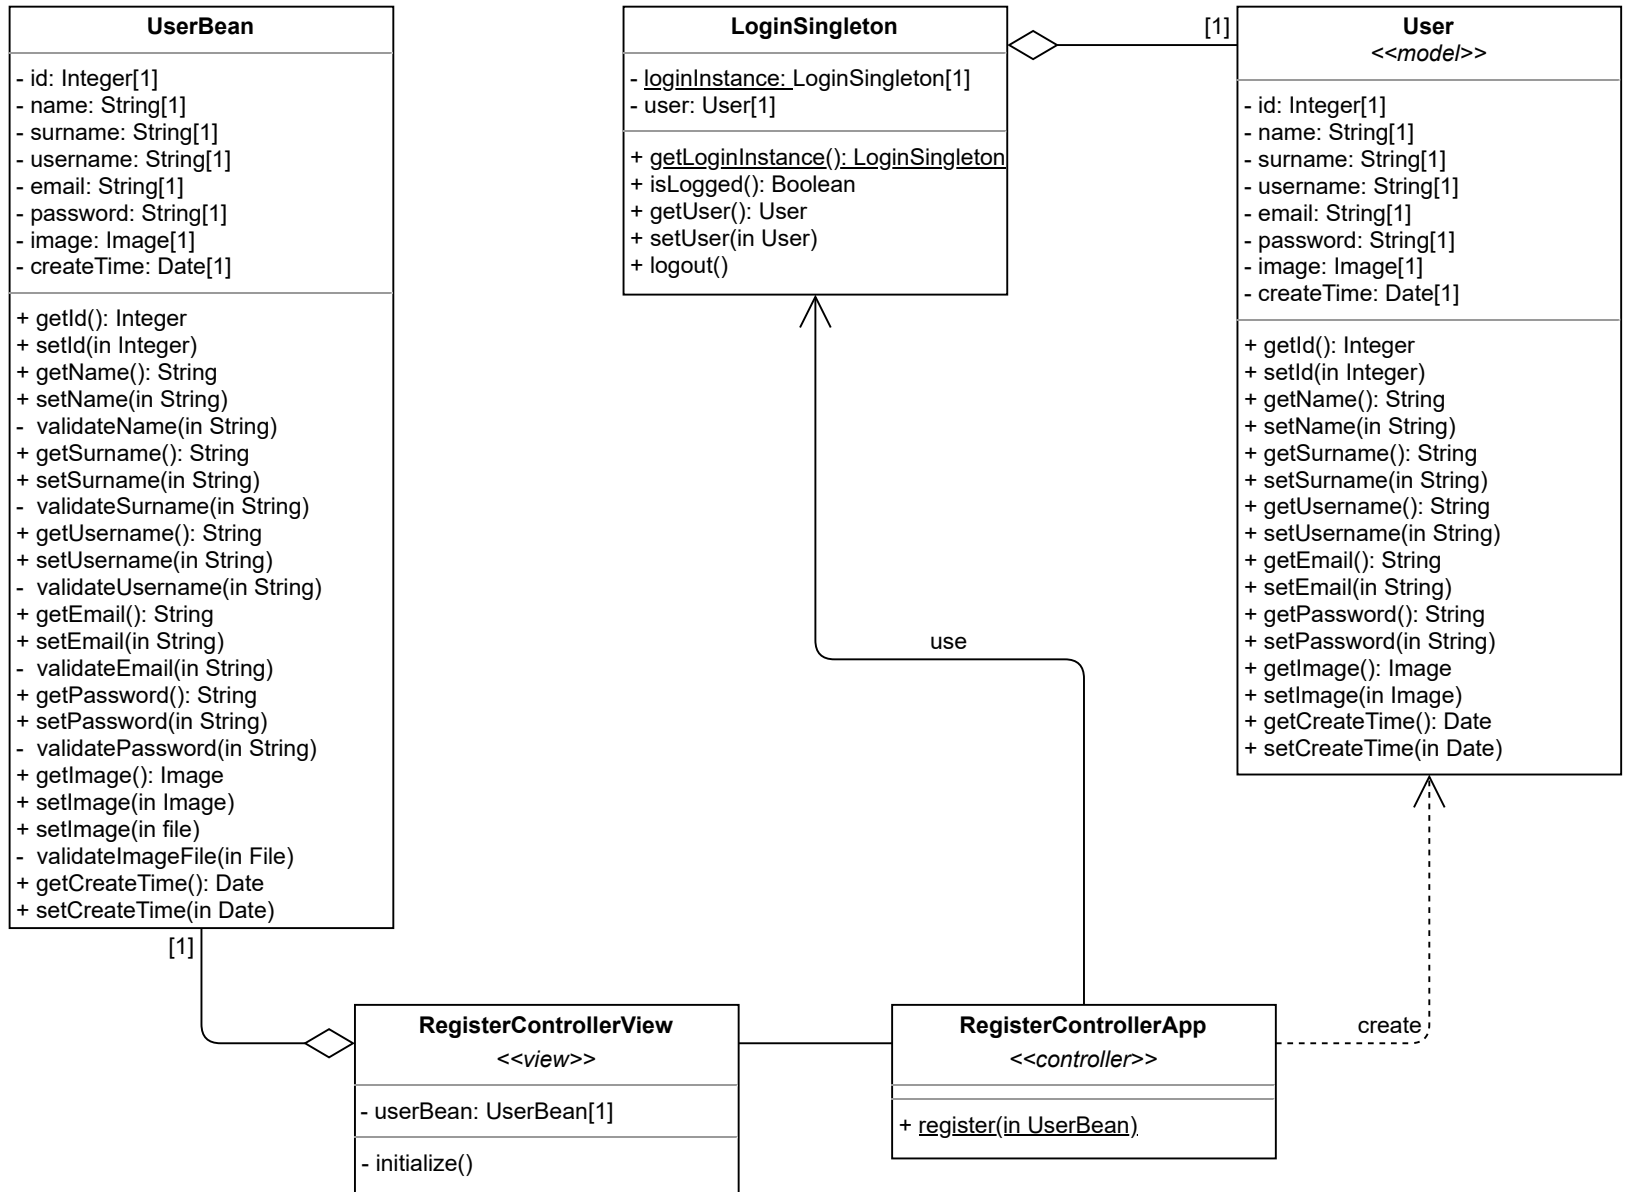 UserBean
- id: Integer[1]
- name: String[1]
- surname: String[1]
- username: String[1]
- email: String[1]
- password: String[1]
- image: Image[1]
- createTime: Date[1]
+ getId(): Integer
+ setId(in Integer)
+ getName(): String
+ setName(in String)
- validateName(in String)
+ getSurname(): String
+ setSurname(in String)
- validateSurname(in String)
+ getUsername(): String
+ setUsername(in String)
- validateUsername(in String)
+ getEmail(): String
+ setEmail(in String)
- validateEmail(in String)
+ getPassword(): String
+ setPassword(in String)
- validatePassword(in String)
+ getImage(): Image
+ setImage(in Image)
+ setImage(in file)
- validateImageFile(in File)
+ getCreateTime(): Date
+ setCreateTime(in Date)
[1]
LoginSingleton
- loginInstance: LoginSingleton[1]
- user: User[1]
+ getLoginInstance(): LoginSingleton
+ isLogged(): Boolean
+ getUser(): User
+ setUser(in User)
+ logout()
[1]
User
<<model>>
- id: Integer[1]
- name: String[1]
- surname: String[1]
- username: String[1]
- email: String[1]
- password: String[1]
- image: Image[1]
- createTime: Date[1]
+ getId(): Integer
+ setId(in Integer)
+ getName(): String
+ setName(in String)
+ getSurname(): String
+ setSurname(in String)
+ getUsername(): String
+ setUsername(in String)
+ getEmail(): String
+ setEmail(in String)
+ getPassword(): String
+ setPassword(in String)
+ getImage(): Image
+ setImage(in Image)
+ getCreateTime(): Date
+ setCreateTime(in Date)
use
create
RegisterControllerView
<<view>>
- userBean: UserBean[1]
- initialize()
RegisterControllerApp
<<controller>>
+ register(in UserBean)